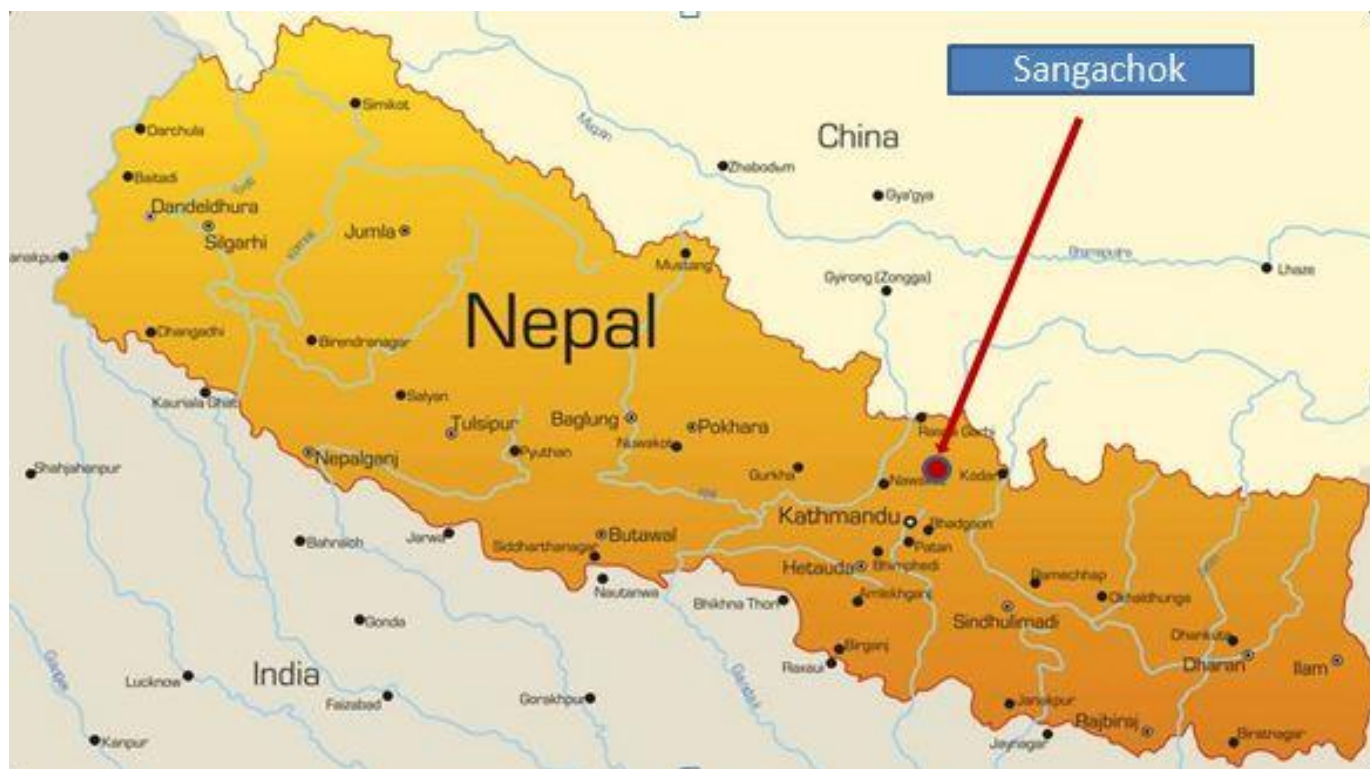 Sangachok
China
Simikot
Darchula
Baitadi
Dandeldhura
Silgarhi
Jumla
Zhabodum
Gya'gya
Mustang
Gyirong (Zongga)
Lhaze
Nepal
Dhangadhi
Birendranagar
Kauriala Ghat
Salyan
Tulsipur
Baglung
Pokhara
Nuwakot
Nepalganj
Pyuthan
Gurkha
Kodari
Shahjahanpur
Kathmandu
Bhadgaon
Patan
Bahraich
Jarwa
Butawal
Siddharthanagar
Hetauda
Bhimphedi
Nautanwa
Bhikhna Thori
Amlekhganj
Ramechhap
Okhaldhunga
Sindhulimadi
Gonda
Birganj
Raxaul
Dhankuta
Dharan
Ilam
India
Lucknow
Faizabad
Gorakhpur
Gandak
Janakpur
Rajbiraj
Jaynagar
Biratnagar
Kanpur